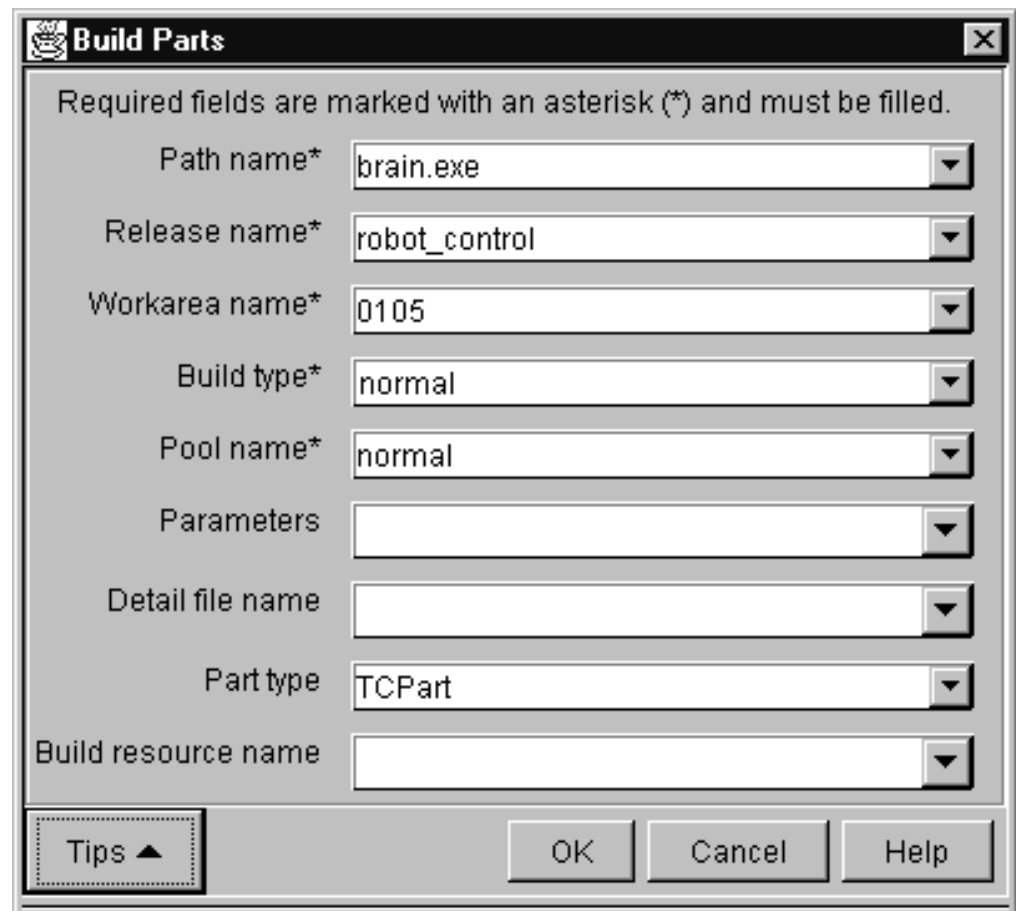 Build Parts
Required fields are marked with an asterisk (*) and must be filled.
Path name* brain.exe
Release name* robot_control
Workarea name* 0105
Build type* normal
Pool name* normal
Parameters
Detail file name
Part type TCPart
Build resource name
Tips OK Cancel Help